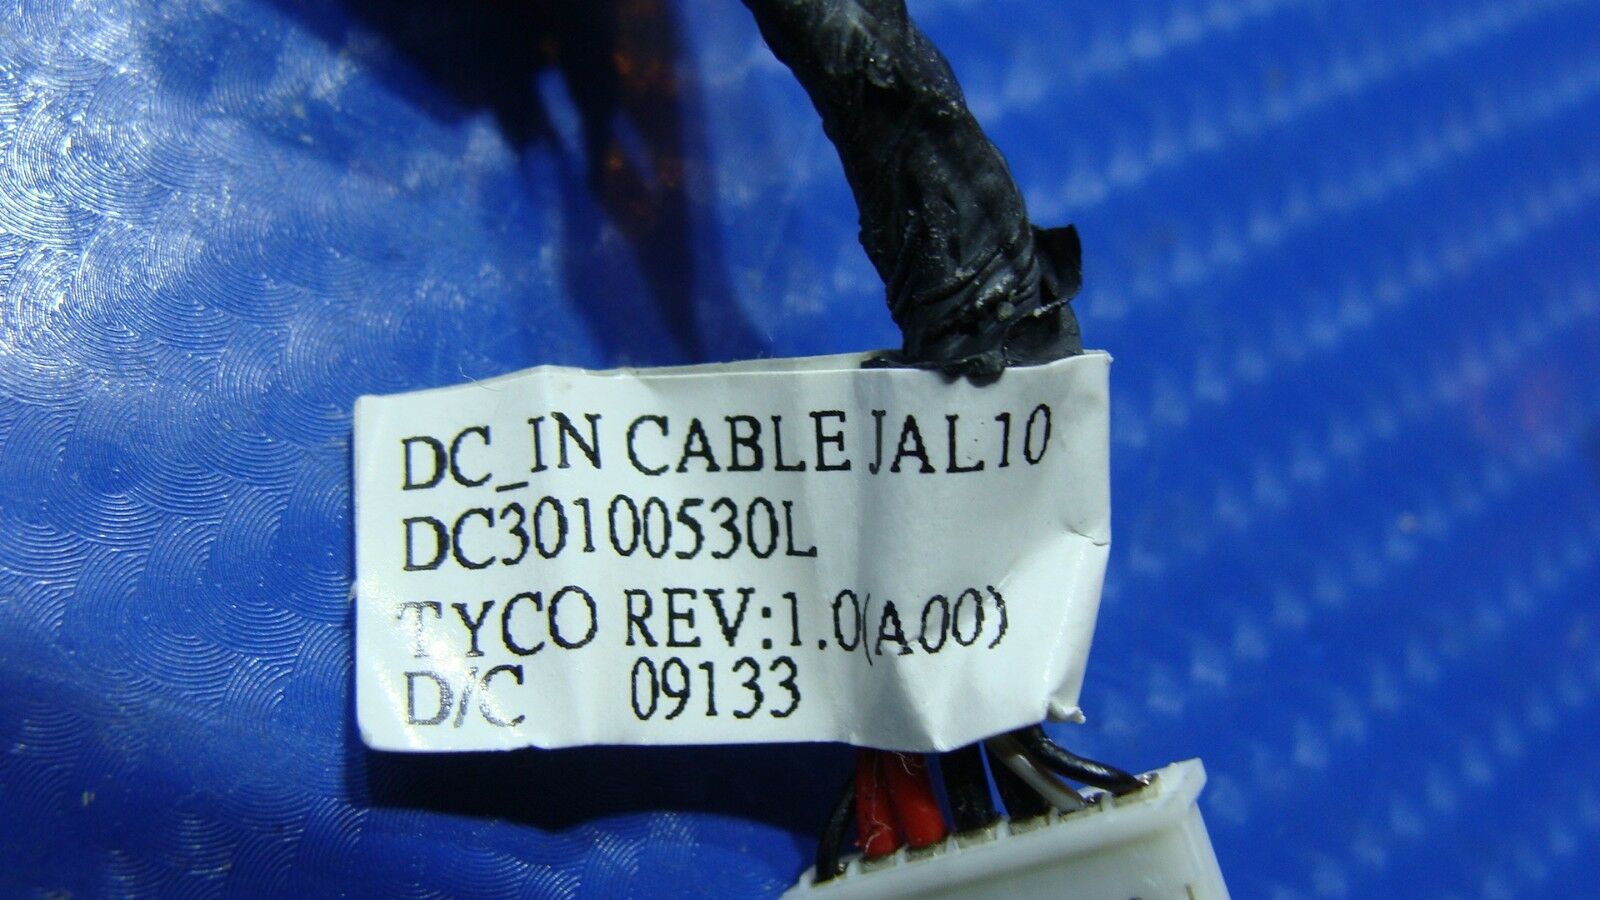 DC_IN CABLE JAL10
DC30100530L
TYCO REV:1.0(A00)
D/C 09133